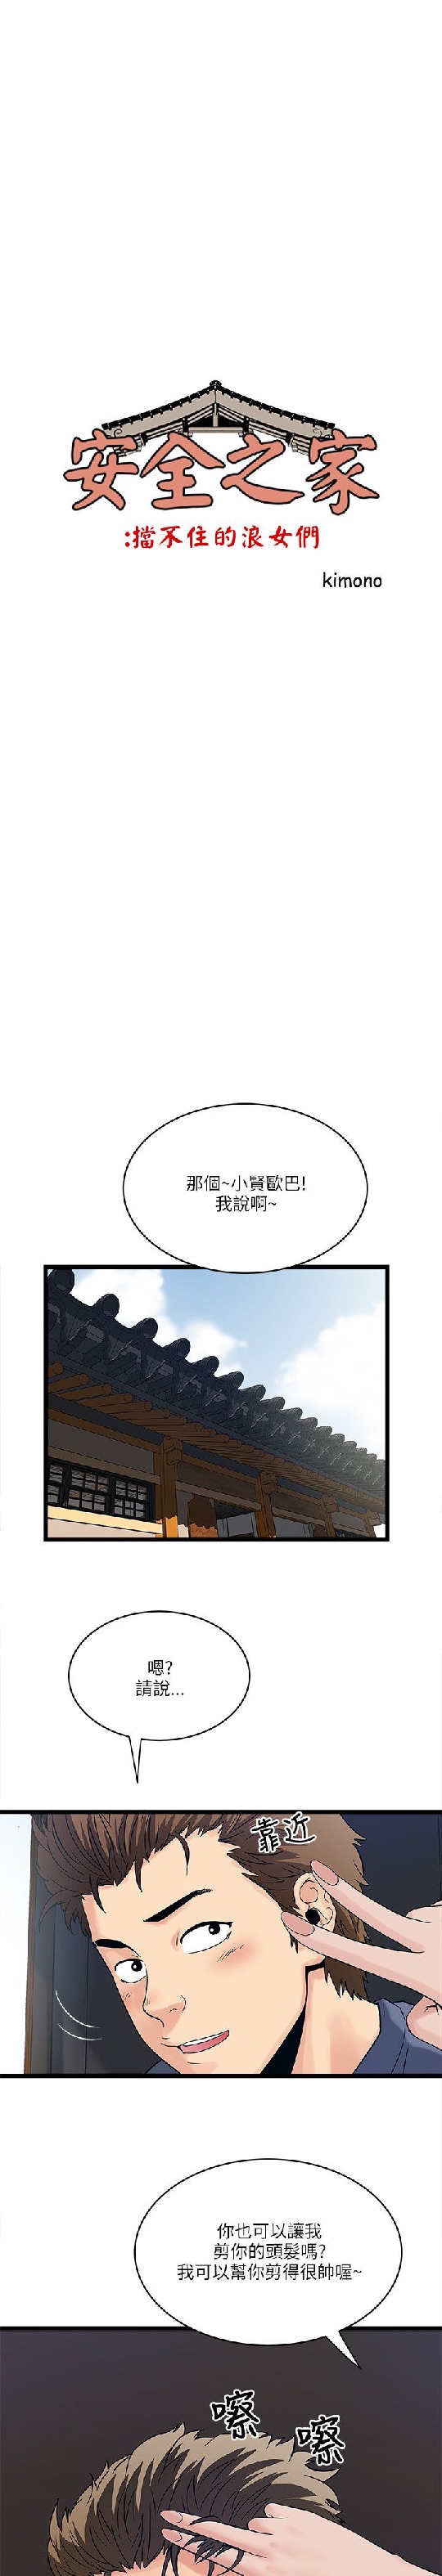 安全之家
:擋不住的浪女們
kimono
那個~小賢歐巴!
我說啊~
嗯?
請說...
靠近
你也可以讓我
剪你的頭髮嗎?
我可以幫你剪得很帥喔~
嚓
嚓